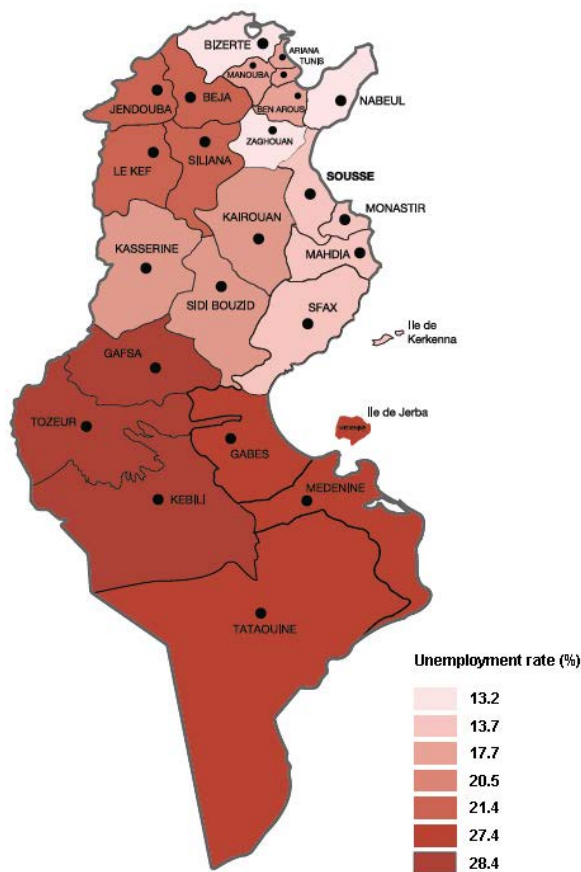 BIZERTE
ARIANA
TUNIS
MANOUBA
JENDOUBA
BEJA
BEN AROUS
NABEUL
ZAGHOUAN
LE KEF
SILIANA
SOUSSE
KAIROUAN
MONASTIR
KASSERINE
MAHDIA
SIDI BOUZID
SFAX
Ile de
Kerkenna
GAFSA
Ile de Jerba
TOZEUR
GABES
MEDENINE
KEBILI
TATAOUINE
Unemployment rate (%)
13.2
13.7
17.7
20.5
21.4
27.4
28.4